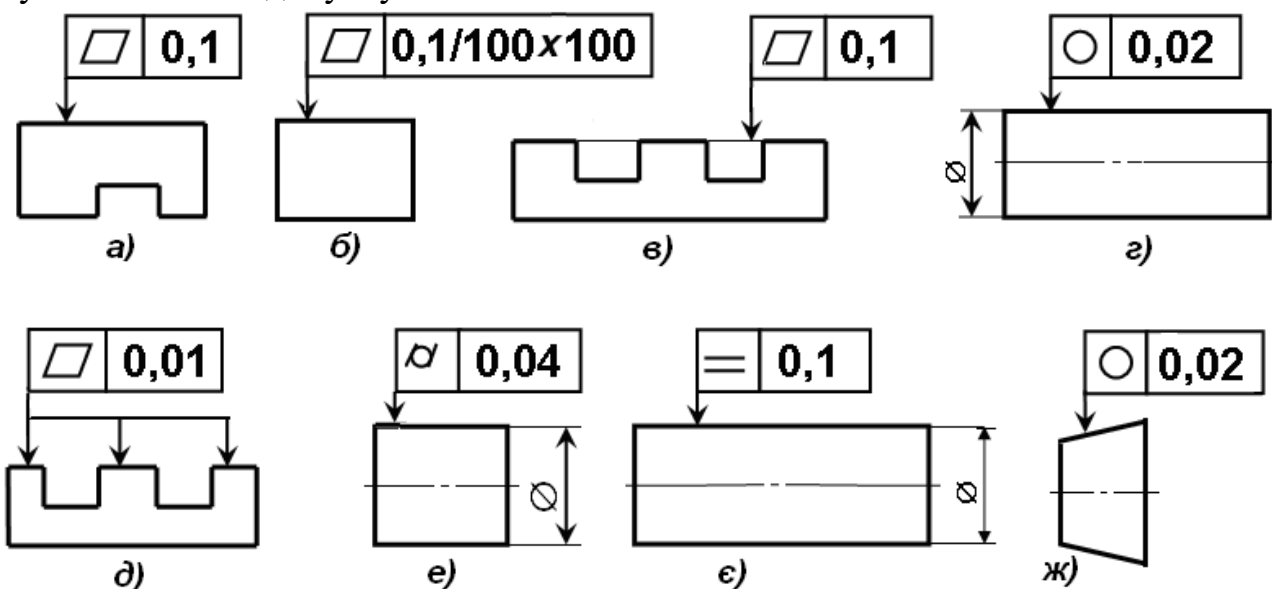 0,1 0,1/100x100 0,1 0,02
Ø
а) б) в) г)
0,01 0,04 0,1 0,02
Ø Ø
д) е) є) ж)